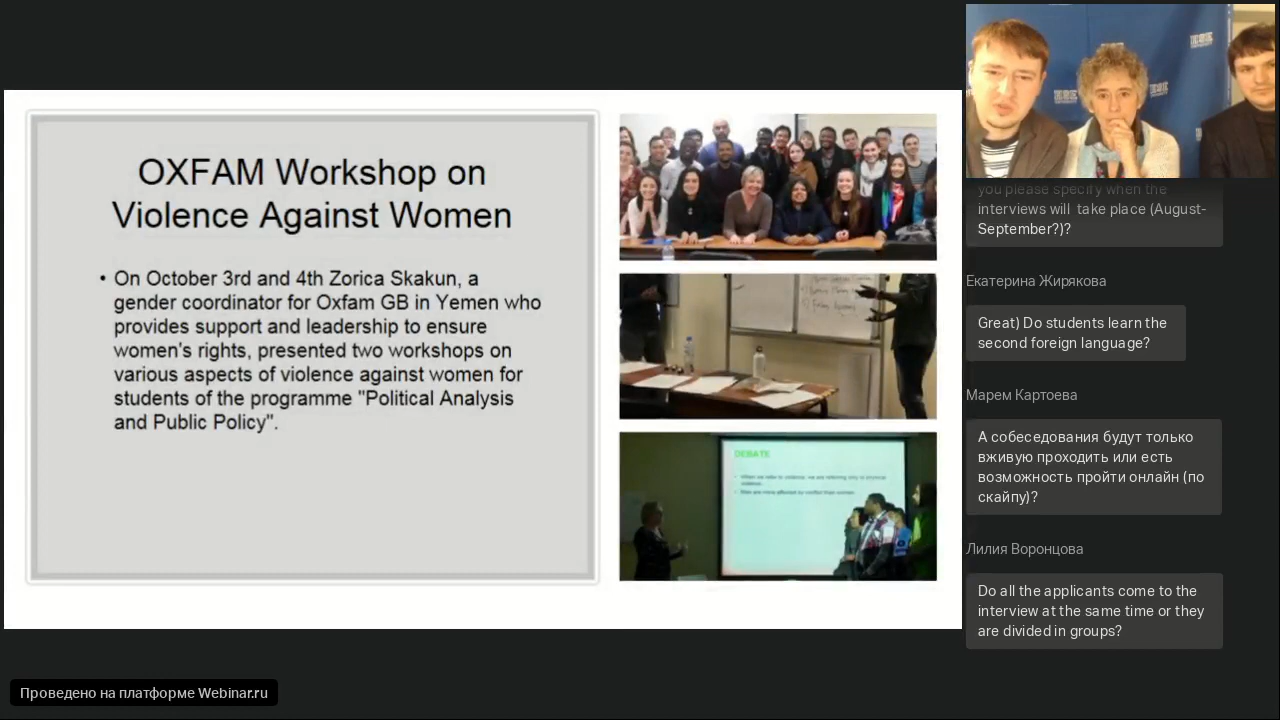 OXFAM Workshop on
Violence Against Women
• On October 3rd and 4th Zorica Skakun, a
gender coordinator for Oxfam GB in Yemen who
provides support and leadership to ensure
women's rights, presented two workshops on
various aspects of violence against women for
students of the programme "Political Analysis
and Public Policy".
DEBATE
you please specify when the
interviews will take place (August-
September?)?
Екатерина Жирякова
Great) Do students learn the
second foreign language?
Марем Картоева
А собеседования будут только
вживую проходить или есть
возможность пройти онлайн (по
скайпу)?
Лилия Воронцова
Do all the applicants come to the
interview at the same time or they
are divided in groups?
Проведено на платформе Webinar.ru